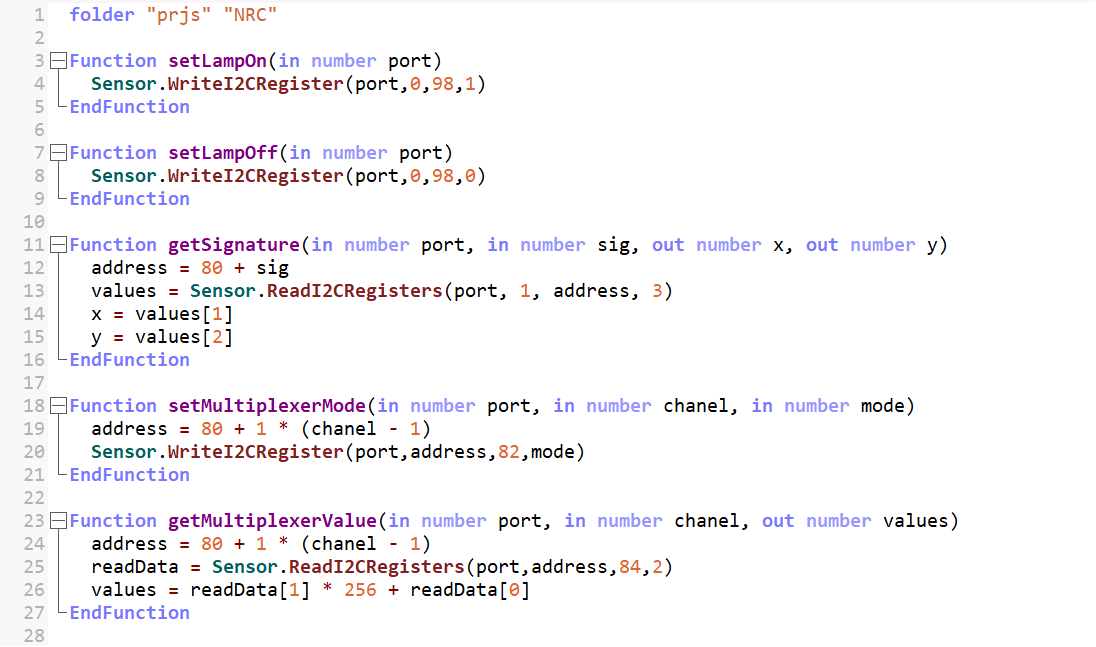 1 folder "prjs" "NRC"
2
3 Function setLampOn(in number port)
4 Sensor.WriteI2CRegister(port,0,98,1)
5 EndFunction
6
7 Function setLampOff(in number port)
8 Sensor.WriteI2CRegister(port,0,98,0)
9 EndFunction
10
11 Function getSignature(in number port, in number sig, out number x, out number y)
12 address = 80 + sig
13 values = Sensor.ReadI2CRegisters(port, 1, address, 3)
14 x = values[1]
15 y = values[2]
16 EndFunction
17
18 Function setMultiplexerMode(in number port, in number chanel, in number mode)
19 address = 80 + 1 * (chanel - 1)
20 Sensor.WriteI2CRegister(port,address,82,mode)
21 EndFunction
22
23 Function getMultiplexerValue(in number port, in number chanel, out number values)
24 address = 80 + 1 * (chanel - 1)
25 readData = Sensor.ReadI2CRegisters(port,address,84,2)
26 values = readData[1] * 256 + readData[0]
27 EndFunction
28